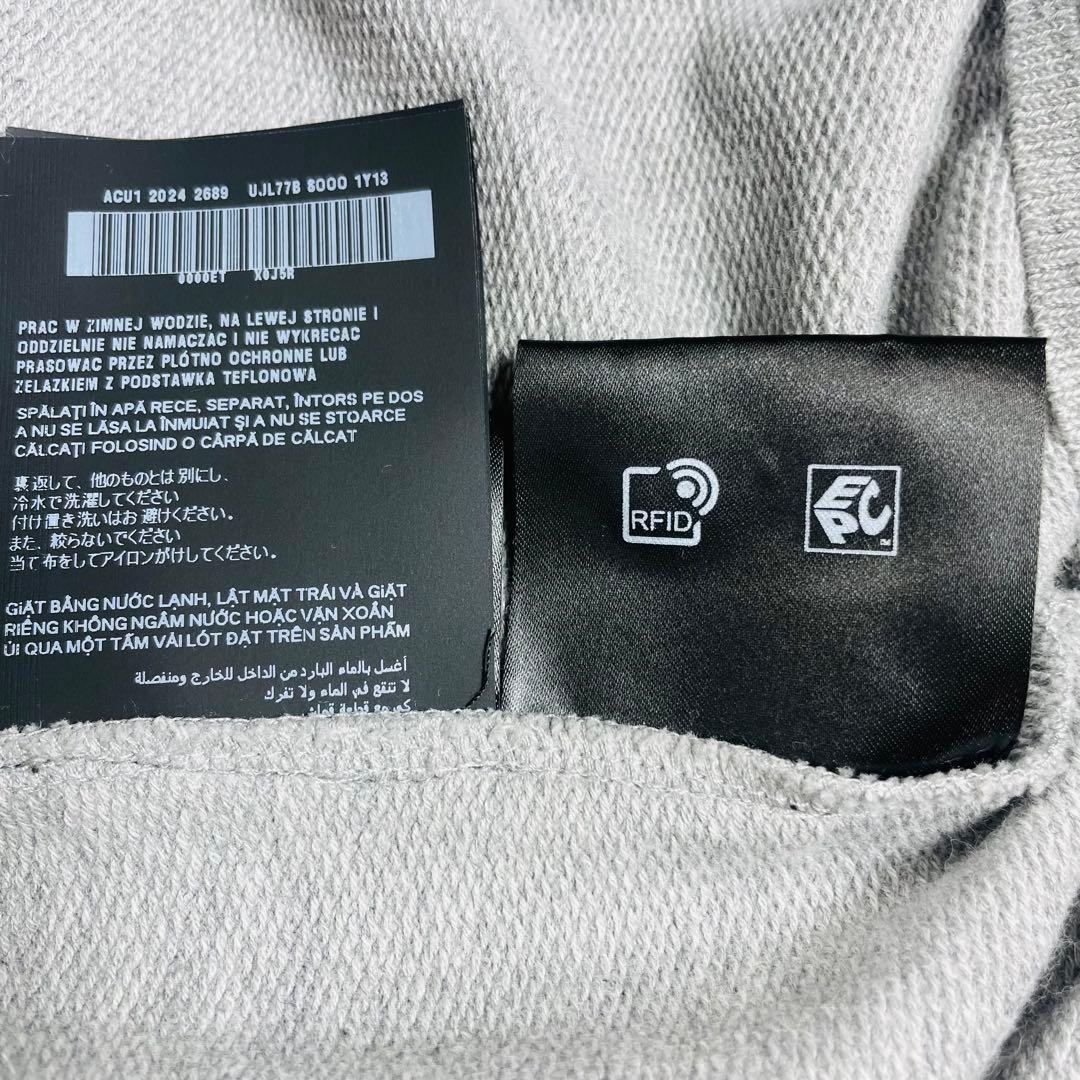 ACU1 2024 2689 UJL77B 8000 1Y13
0000ET X0J5R
PRAC W ZIMNEJ WODZIE, NA LEWEJ STRONIE I
ODDZIELNIE NIE NAMACZAC I NIE WYKRECAC
PRASOWAC PRZEZ PLÓTNO OCHRONNE LUB
ZELAZKIEM Z PODSTAWKA TEFLONOWA
SPĂLAŢI ÎN APĂ RECE, SEPARAT, ÎNTORS PE DOS
A NU SE LĂSA LA ÎNMUIAT ŞI A NU SE STOARCE
CĂLCAŢI FOLOSIND O CÂRPĂ DE CĂLCAT
裏返して、他のものとは別にし、
冷水で洗濯してください
付け置き洗いはお避けください。
また、絞らないでください
当て布をしてアイロンがけしてください。
GIẶT BẰNG NƯỚC LẠNH, LẬT MẶT TRÁI VÀ GIẶT
RIÊNG KHÔNG NGÂM NƯỚC HOẶC VẶN XOẮN
ỦI QUA MỘT TẤM VẢI LÓT ĐẶT TRÊN SẢN PHẨM
أغسل بالماء البارد من الداخل للخارج ومنفصلة
لا تنقع في الماء ولا تفرك
كي مع قطعة قماش
RFID
EPC
TM